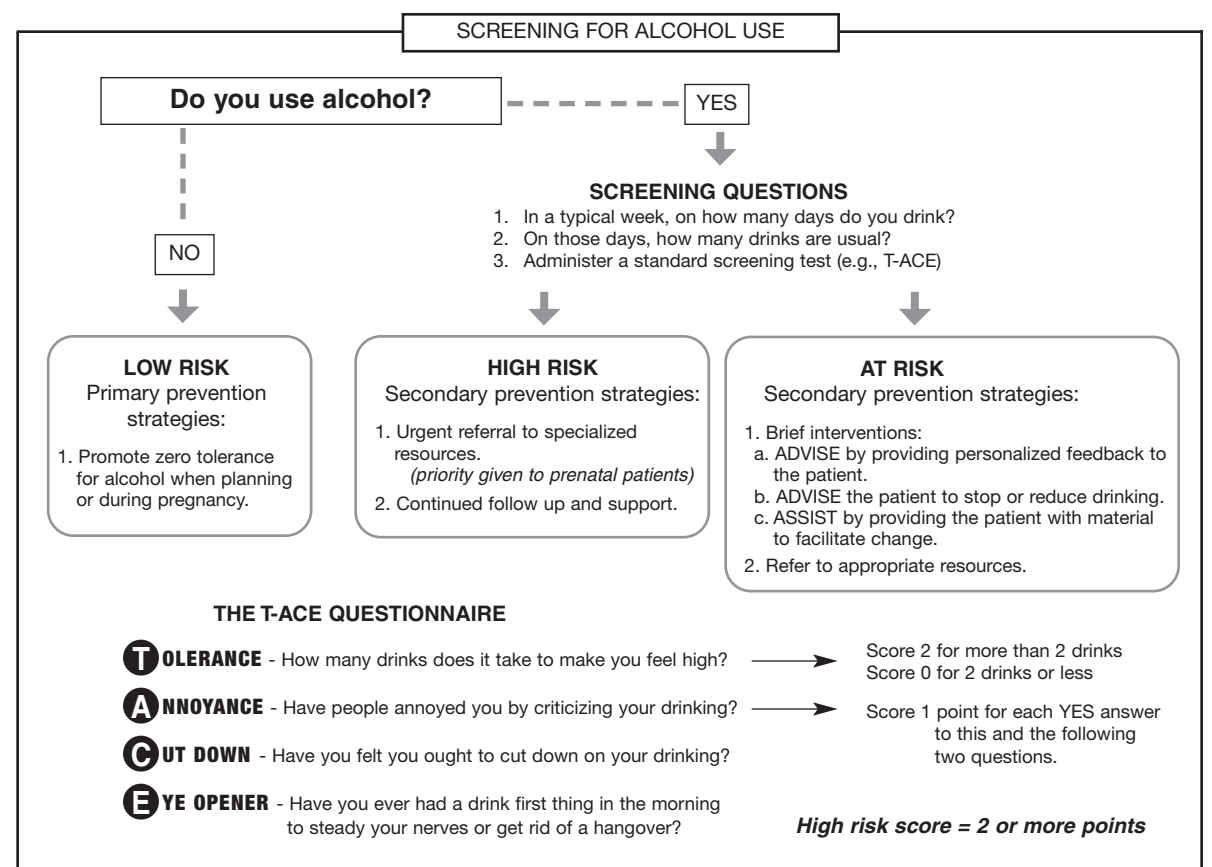 SCREENING FOR ALCOHOL USE
Do you use alcohol?
YES
SCREENING QUESTIONS
1. In a typical week, on how many days do you drink?
2. On those days, how many drinks are usual?
3. Administer a standard screening test (e.g., T-ACE)
NO
LOW RISK
Primary prevention
strategies:
1. Promote zero tolerance
for alcohol when planning
or during pregnancy.
HIGH RISK
Secondary prevention strategies:
1. Urgent referral to specialized
resources.
(priority given to prenatal patients)
2. Continued follow up and support.
AT RISK
Secondary prevention strategies:
1. Brief interventions:
a. ADVISE by providing personalized feedback to
the patient.
b. ADVISE the patient to stop or reduce drinking.
c. ASSIST by providing the patient with material
to facilitate change.
2. Refer to appropriate resources.
THE T-ACE QUESTIONNAIRE
TOLERANCE - How many drinks does it take to make you feel high?
Score 2 for more than 2 drinks
Score 0 for 2 drinks or less
ANNOYANCE - Have people annoyed you by criticizing your drinking?
Score 1 point for each YES answer
to this and the following
two questions.
CUT DOWN - Have you felt you ought to cut down on your drinking?
EYE OPENER - Have you ever had a drink first thing in the morning
to steady your nerves or get rid of a hangover?
High risk score = 2 or more points